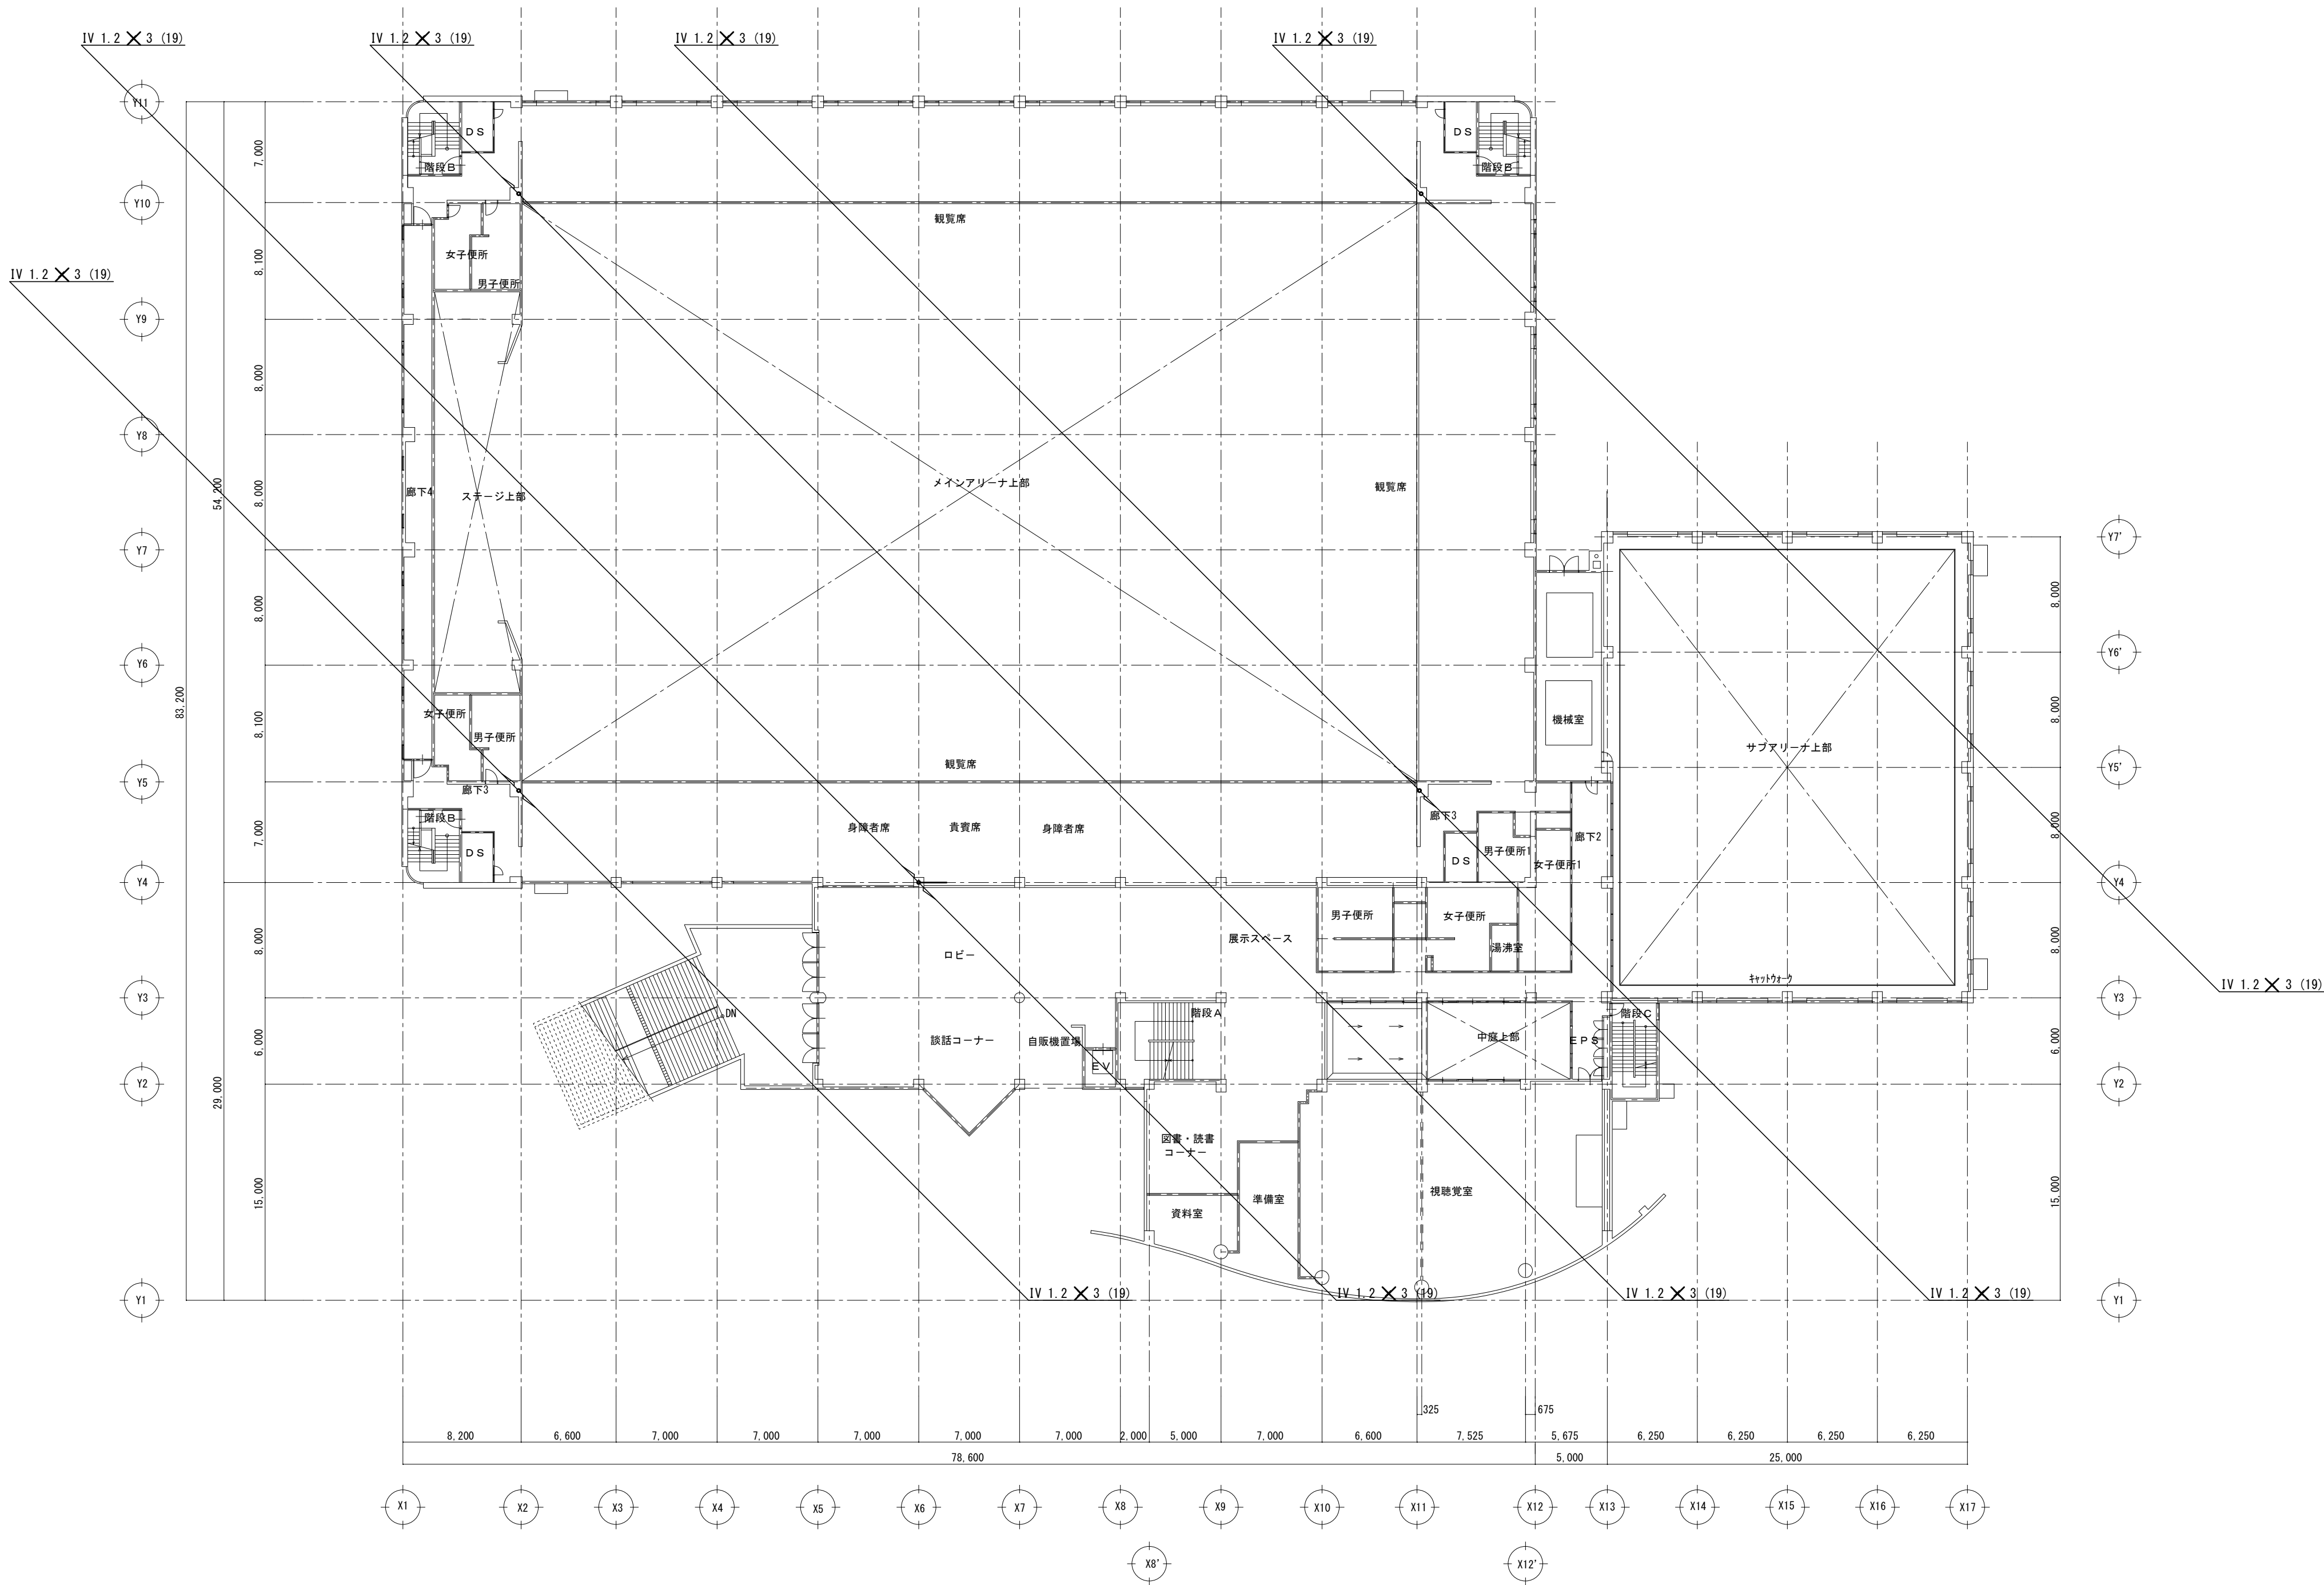 IV 1.2 × 3 (19)
IV 1.2 × 3 (19)
IV 1.2 × 3 (19)
IV 1.2 × 3 (19)
Y11
DS
DS
7,000
階段B
階段B
Y10
観覧席
女子便所
8,100
IV 1.2 × 3 (19)
男子便所
Y9
8,000
Y8
54,200
8,000
廊下4
ステージ上部
メインアリーナ上部
観覧席
Y7
Y7'
8,000
8,000
Y6
Y6'
83,200
8,100
女子便所
8,000
機械室
男子便所
サブアリーナ上部
観覧席
Y5
Y5'
廊下3
階段B
7,000
身障者席
貴賓席
身障者席
廊下3
廊下2
8,000
DS
DS
男子便所1
女子便所1
Y4
Y4
8,000
男子便所
女子便所
展示スペース
湯沸室
8,000
ロビー
キャットウォーク
IV 1.2 × 3 (19)
Y3
Y3
DN
階段A
階段C
6,000
談話コーナー
自販機置場
中庭上部
EPS
6,000
EV
Y2
Y2
29,000
図書・読書
コーナー
15,000
準備室
視聴覚室
15,000
資料室
Y1
IV 1.2 × 3 (19)
IV 1.2 × 3 (19)
IV 1.2 × 3 (19)
IV 1.2 × 3 (19)
Y1
325
675
8,200
6,600
7,000
7,000
7,000
7,000
7,000
2,000
5,000
7,000
6,600
7,525
5,675
6,250
6,250
6,250
6,250
78,600
5,000
25,000
X1
X2
X3
X4
X5
X6
X7
X8
X9
X10
X11
X12
X13
X14
X15
X16
X17
X8'
X12'